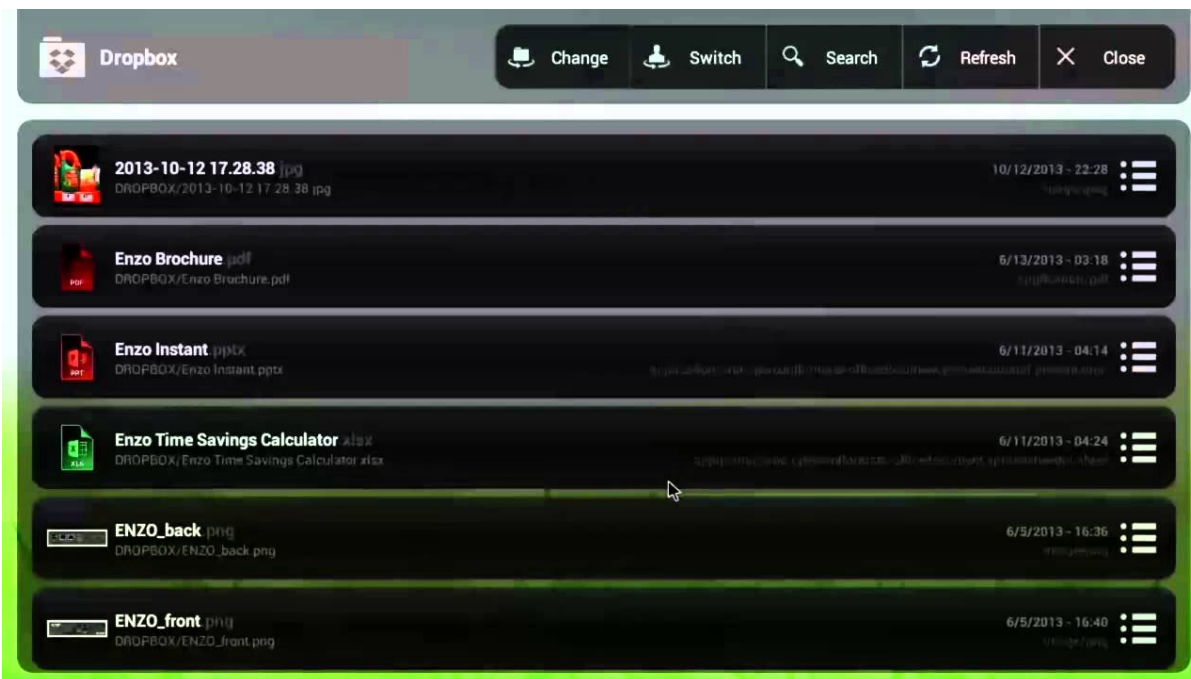 Dropbox
Change
Switch
Search
Refresh
Close
2013-10-12 17.28.38.jpg
10/12/2013 - 22:28
DROPBOX/2013-10-12 17.28.38.jpg
Enzo Brochure.pdf
6/13/2013 - 03:18
PDF
DROPBOX/Enzo Brochure.pdf
Enzo Instant.pptx
6/11/2013 - 04:14
PPT
DROPBOX/Enzo Instant.pptx
Enzo Time Savings Calculator.xlsx
6/11/2013 - 04:24
XLS
DROPBOX/Enzo Time Savings Calculator.xlsx
ENZO_back.png
6/5/2013 - 16:36
DROPBOX/ENZO_back.png
ENZO_front.png
6/5/2013 - 16:40
DROPBOX/ENZO_front.png